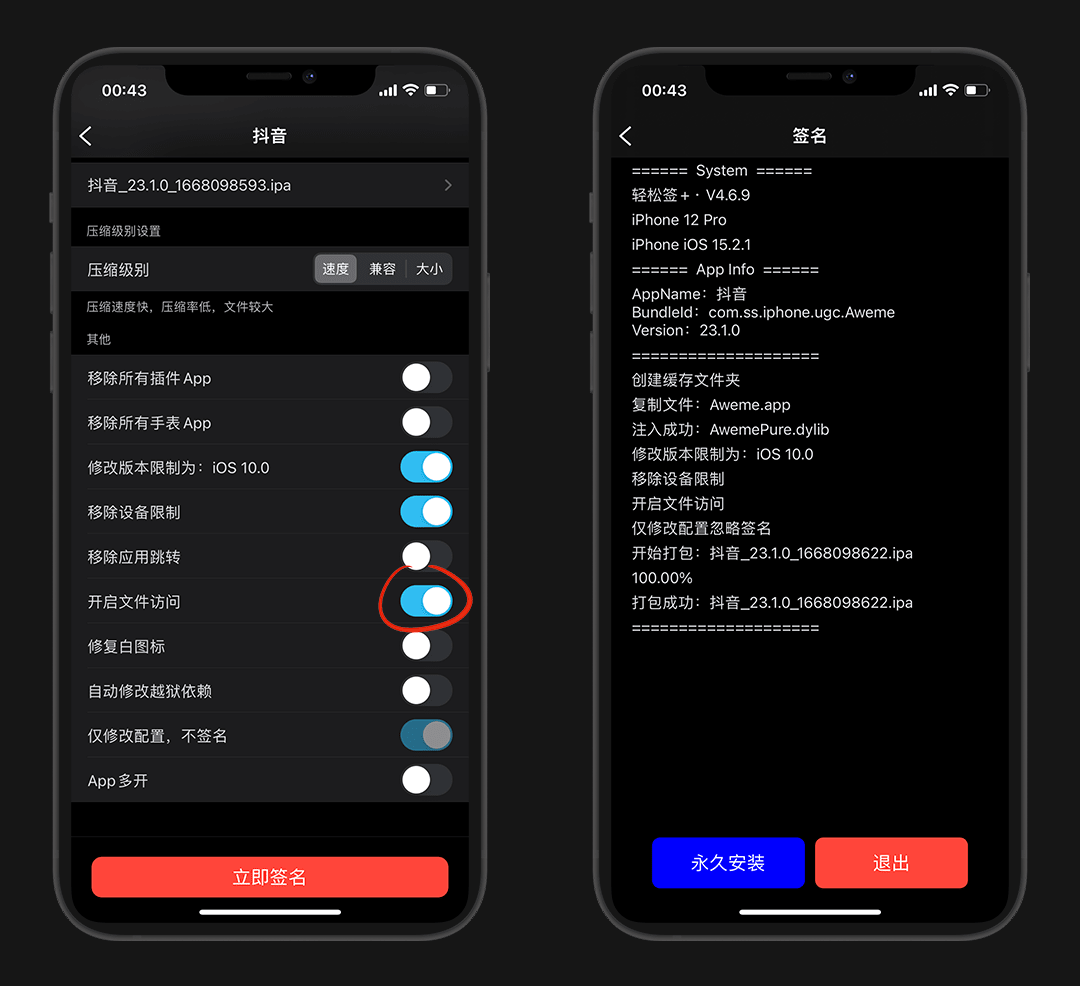 00:43
抖音
抖音_23.1.0_1668098593.ipa
压缩级别设置
压缩级别
速度
兼容
大小
压缩速度快，压缩率低，文件较大
其他
移除所有插件 App
移除所有手表 App
修改版本限制为：iOS 10.0
移除设备限制
移除应用跳转
开启文件访问
修复白图标
自动修改越狱依赖
仅修改配置，不签名
App 多开
立即签名
00:43
签名
====== System ======
轻松签＋ · V4.6.9
iPhone 12 Pro
iPhone iOS 15.2.1
====== App Info ======
AppName：抖音
BundleId：com.ss.iphone.ugc.Aweme
Version：23.1.0
====================
创建缓存文件夹
复制文件：Aweme.app
注入成功：AwemePure.dylib
修改版本限制为：iOS 10.0
移除设备限制
开启文件访问
仅修改配置忽略签名
开始打包：抖音_23.1.0_1668098622.ipa
100.00%
打包成功：抖音_23.1.0_1668098622.ipa
====================
永久安装
退出